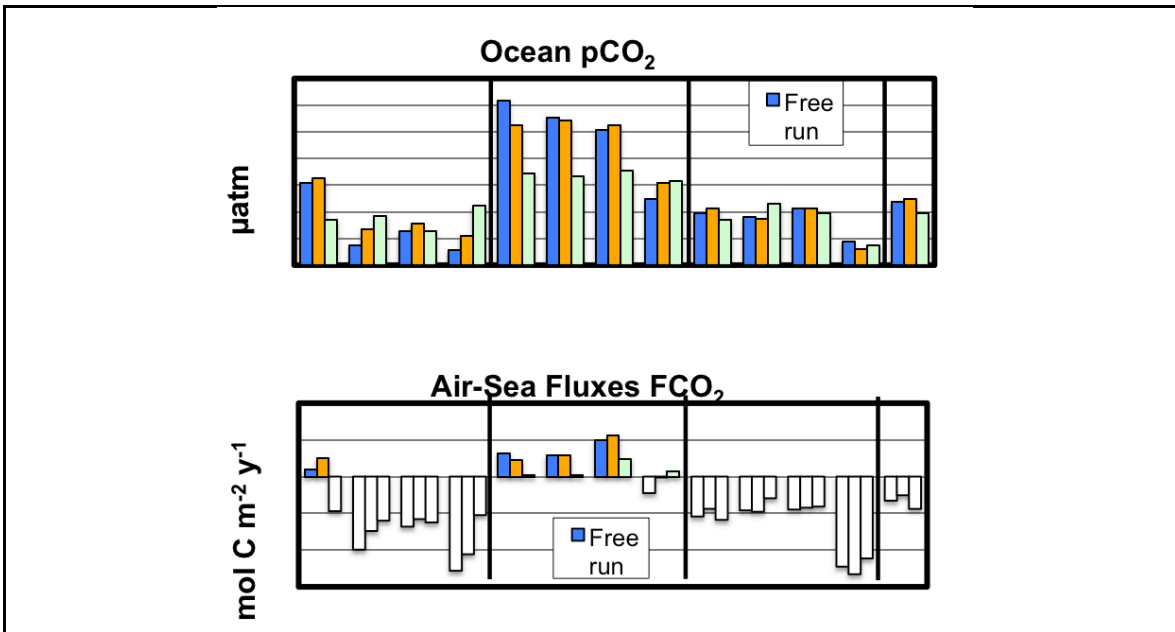 Ocean pCO₂
µatm
Free
run
Air-Sea Fluxes FCO₂
mol C m⁻² y⁻¹
Free
run